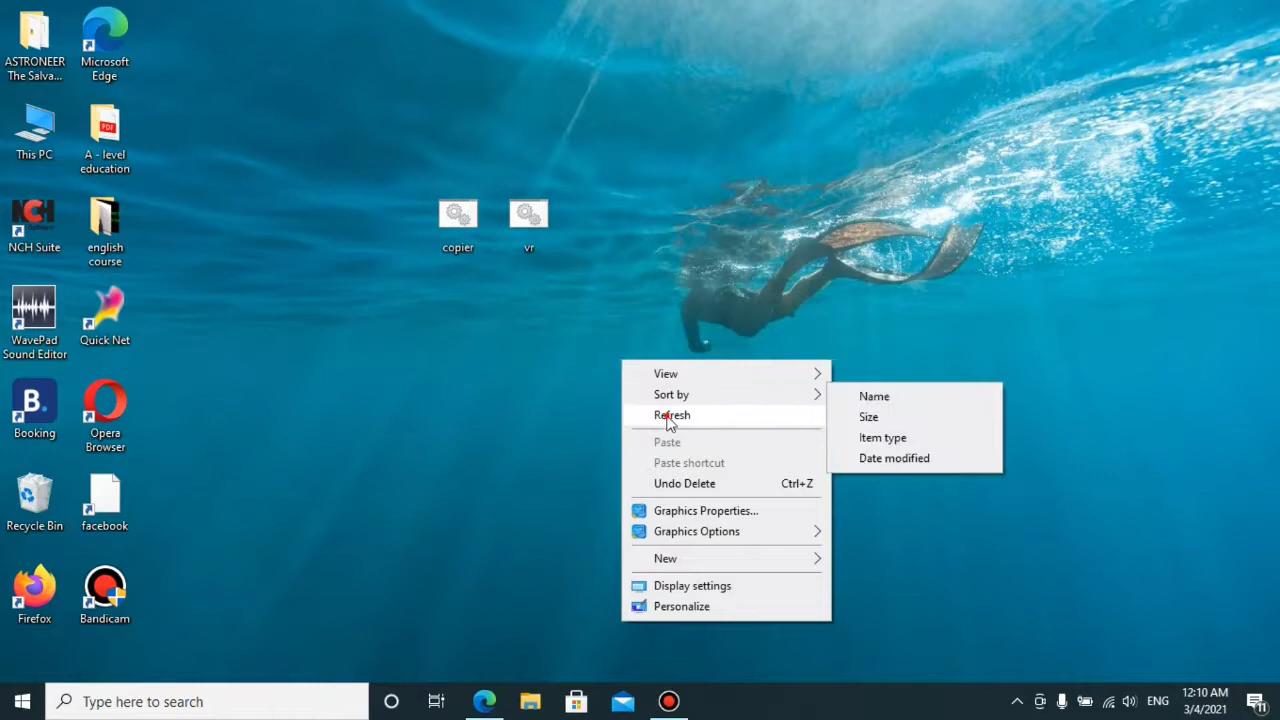 ASTRONEER
The Salva...
Microsoft
Edge
This PC
PDF
A - level
education
NCH
NCH Suite
english
course
copier
vr
WavePad
Sound Editor
Quick Net
B.
Booking
Opera
Browser
Recycle Bin
facebook
Firefox
Bandicam
View
Sort by
Refresh
Paste
Paste shortcut
Undo Delete Ctrl+Z
Graphics Properties...
Graphics Options
New
Display settings
Personalize
Name
Size
Item type
Date modified
Type here to search
ENG
12:10 AM
3/4/2021
11